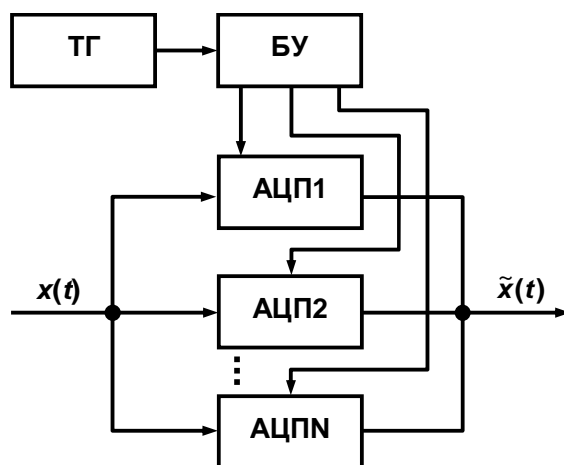 ТГ
БУ
АЦП1
x(t)
АЦП2
x̃(t)
АЦПN